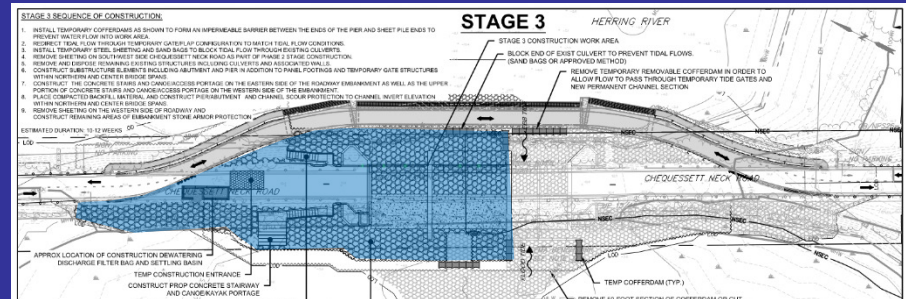 STAGE 3 SEQUENCE OF CONSTRUCTION:
1. INSTALL TEMPORARY COFFERDAMS AS SHOWN TO FORM AN IMPERMEABLE BARRIER BETWEEN THE ENDS OF THE PIER AND SHEET PILE ENDS TO
PREVENT WATER FLOW INTO WORK AREA.
2. REDIRECT TIDAL FLOW THROUGH TEMPORARY GATE/FLAP CONFIGURATION TO MATCH TIDAL FLOW CONDITIONS.
3. INSTALL TEMPORARY STEEL SHEETING AND SAND BAGS TO BLOCK TIDAL FLOW THROUGH EXISTING CULVERTS.
4. REMOVE SHEETING ON SOUTHWEST SIDE CHEQUESSETT NECK ROAD AS PART OF PHASE 2 STAGE CONSTRUCTION.
5. REMOVE AND DISPOSE REMAINING EXISTING STRUCTURES INCLUDING CULVERTS AND ASSOCIATED WALLS.
6. CONSTRUCT SUBSTRUCTURE ELEMENTS INCLUDING ABUTMENT AND PIER IN ADDITION TO PANEL FOOTINGS AND TEMPORARY GATE STRUCTURES
WITHIN NORTHERN AND CENTER BRIDGE SPANS.
7. CONSTRUCT THE CONCRETE STAIRS AND CANOE/ACCESS PORTAGE ON THE EASTERN SIDE OF THE ROADWAY EMBANKMENT AS WELL AS THE UPPER
PORTION OF CONCRETE STAIRS AND CANOE/ACCESS PORTAGE ON THE WESTERN SIDE OF THE EMBANKMENT.
8. PLACE COMPACTED BACKFILL MATERIAL AND CONSTRUCT PIER/ABUTMENT AND CHANNEL SCOUR PROTECTION TO CHANNEL INVERT ELEVATION
WITHIN NORTHERN AND CENTER BRIDGE SPANS.
9. REMOVE SHEETING ON THE WESTERN SIDE OF ROADWAY AND
CONSTRUCT REMAINING AREAS OF EMBANKMENT STONE ARMOR PROTECTION
ESTIMATED DURATION: 10-12 WEEKS
STAGE 3
HERRING RIVER
STAGE 3 CONSTRUCTION WORK AREA
BLOCK END OF EXIST CULVERT TO PREVENT TIDAL FLOWS.
(SAND BAGS OR APPROVED METHOD)
REMOVE TEMPORARY REMOVABLE COFFERDAM IN ORDER TO
ALLOW FLOW TO PASS THROUGH TEMPORARY TIDE GATES AND
NEW PERMANENT CHANNEL SECTION
LOD
NO PARKING
NSEC
NSEC
NO PARKING
CHEQUESSETT NECK ROAD
CHEQUESSETT NECK ROAD
NSEC
NSEC
LOD
LOD
APPROX LOCATION OF CONSTRUCTION DEWATERING
DISCHARGE FILTER BAG AND SETTLING BASIN
TEMP CONSTRUCTION ENTRANCE
CONSTRUCT PROP CONCRETE STAIRWAY
AND CANOE/KAYAK PORTAGE
TEMP COFFERDAM (TYP.)